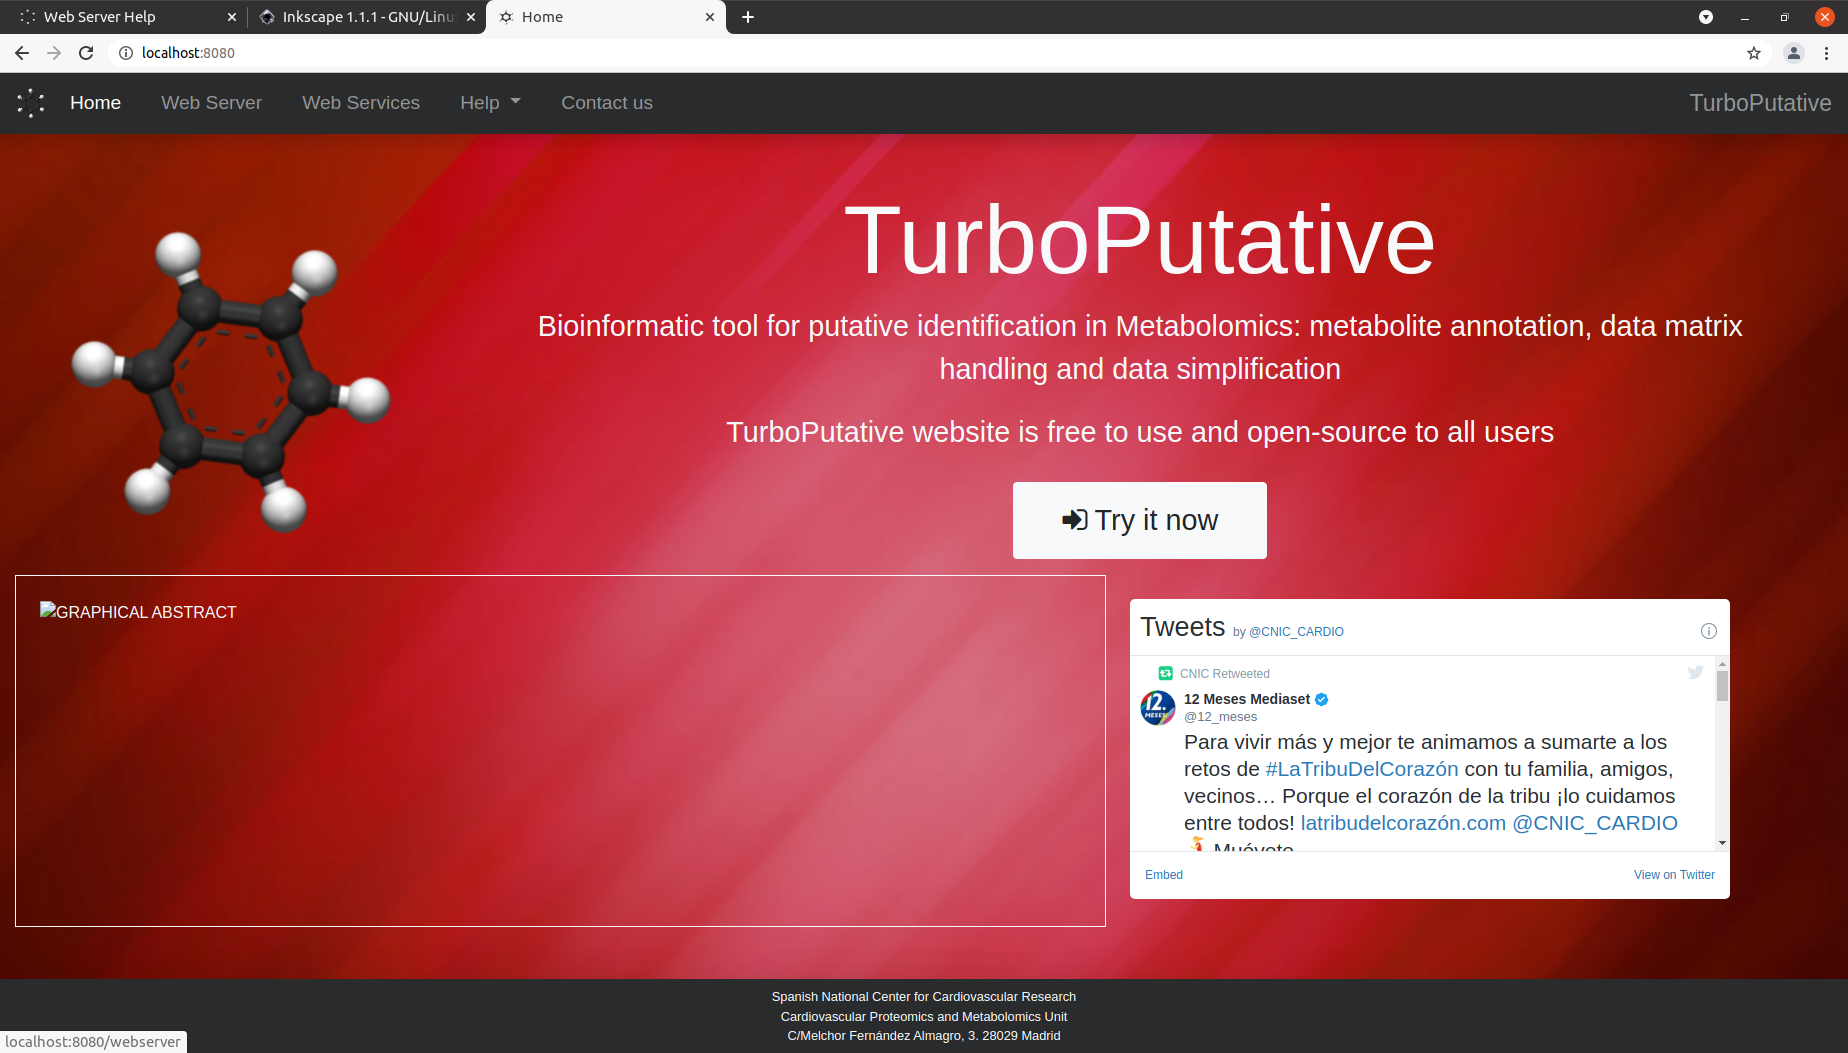 Web Server Help
Inkscape 1.1.1 - GNU/Linu
Home
localhost:8080
Home
Web Server
Web Services
Help
Contact us
TurboPutative
TurboPutative
Bioinformatic tool for putative identification in Metabolomics: metabolite annotation, data matrix
handling and data simplification
TurboPutative website is free to use and open-source to all users
Try it now
GRAPHICAL ABSTRACT
Tweets by @CNIC_CARDIO
CNIC Retweeted
12 Meses Mediaset
@12_meses
12.
MESES
Para vivir más y mejor te animamos a sumarte a los
retos de #LaTribuDelCorazón con tu familia, amigos,
vecinos… Porque el corazón de la tribu ¡lo cuidamos
entre todos! latribudelcorazón.com @CNIC_CARDIO
Muévete
Embed
View on Twitter
Spanish National Center for Cardiovascular Research
Cardiovascular Proteomics and Metabolomics Unit
C/Melchor Fernández Almagro, 3. 28029 Madrid
localhost:8080/webserver